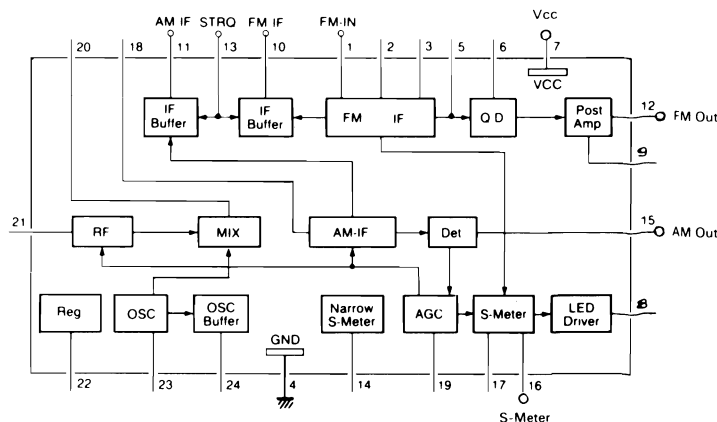 AM IF STRQ FM IF FM-IN Vcc
20 18 11 13 10 1 2 3 5 6 7
VCC
IF Buffer
IF Buffer
FM IF
Q D
Post Amp
12 FM Out
9
21
RF
MIX
AM-IF
Det
15 AM Out
Reg
OSC
OSC Buffer
Narrow S-Meter
AGC
S-Meter
LED Driver
8
GND
22 23 24 4 14 19 17 16
S-Meter